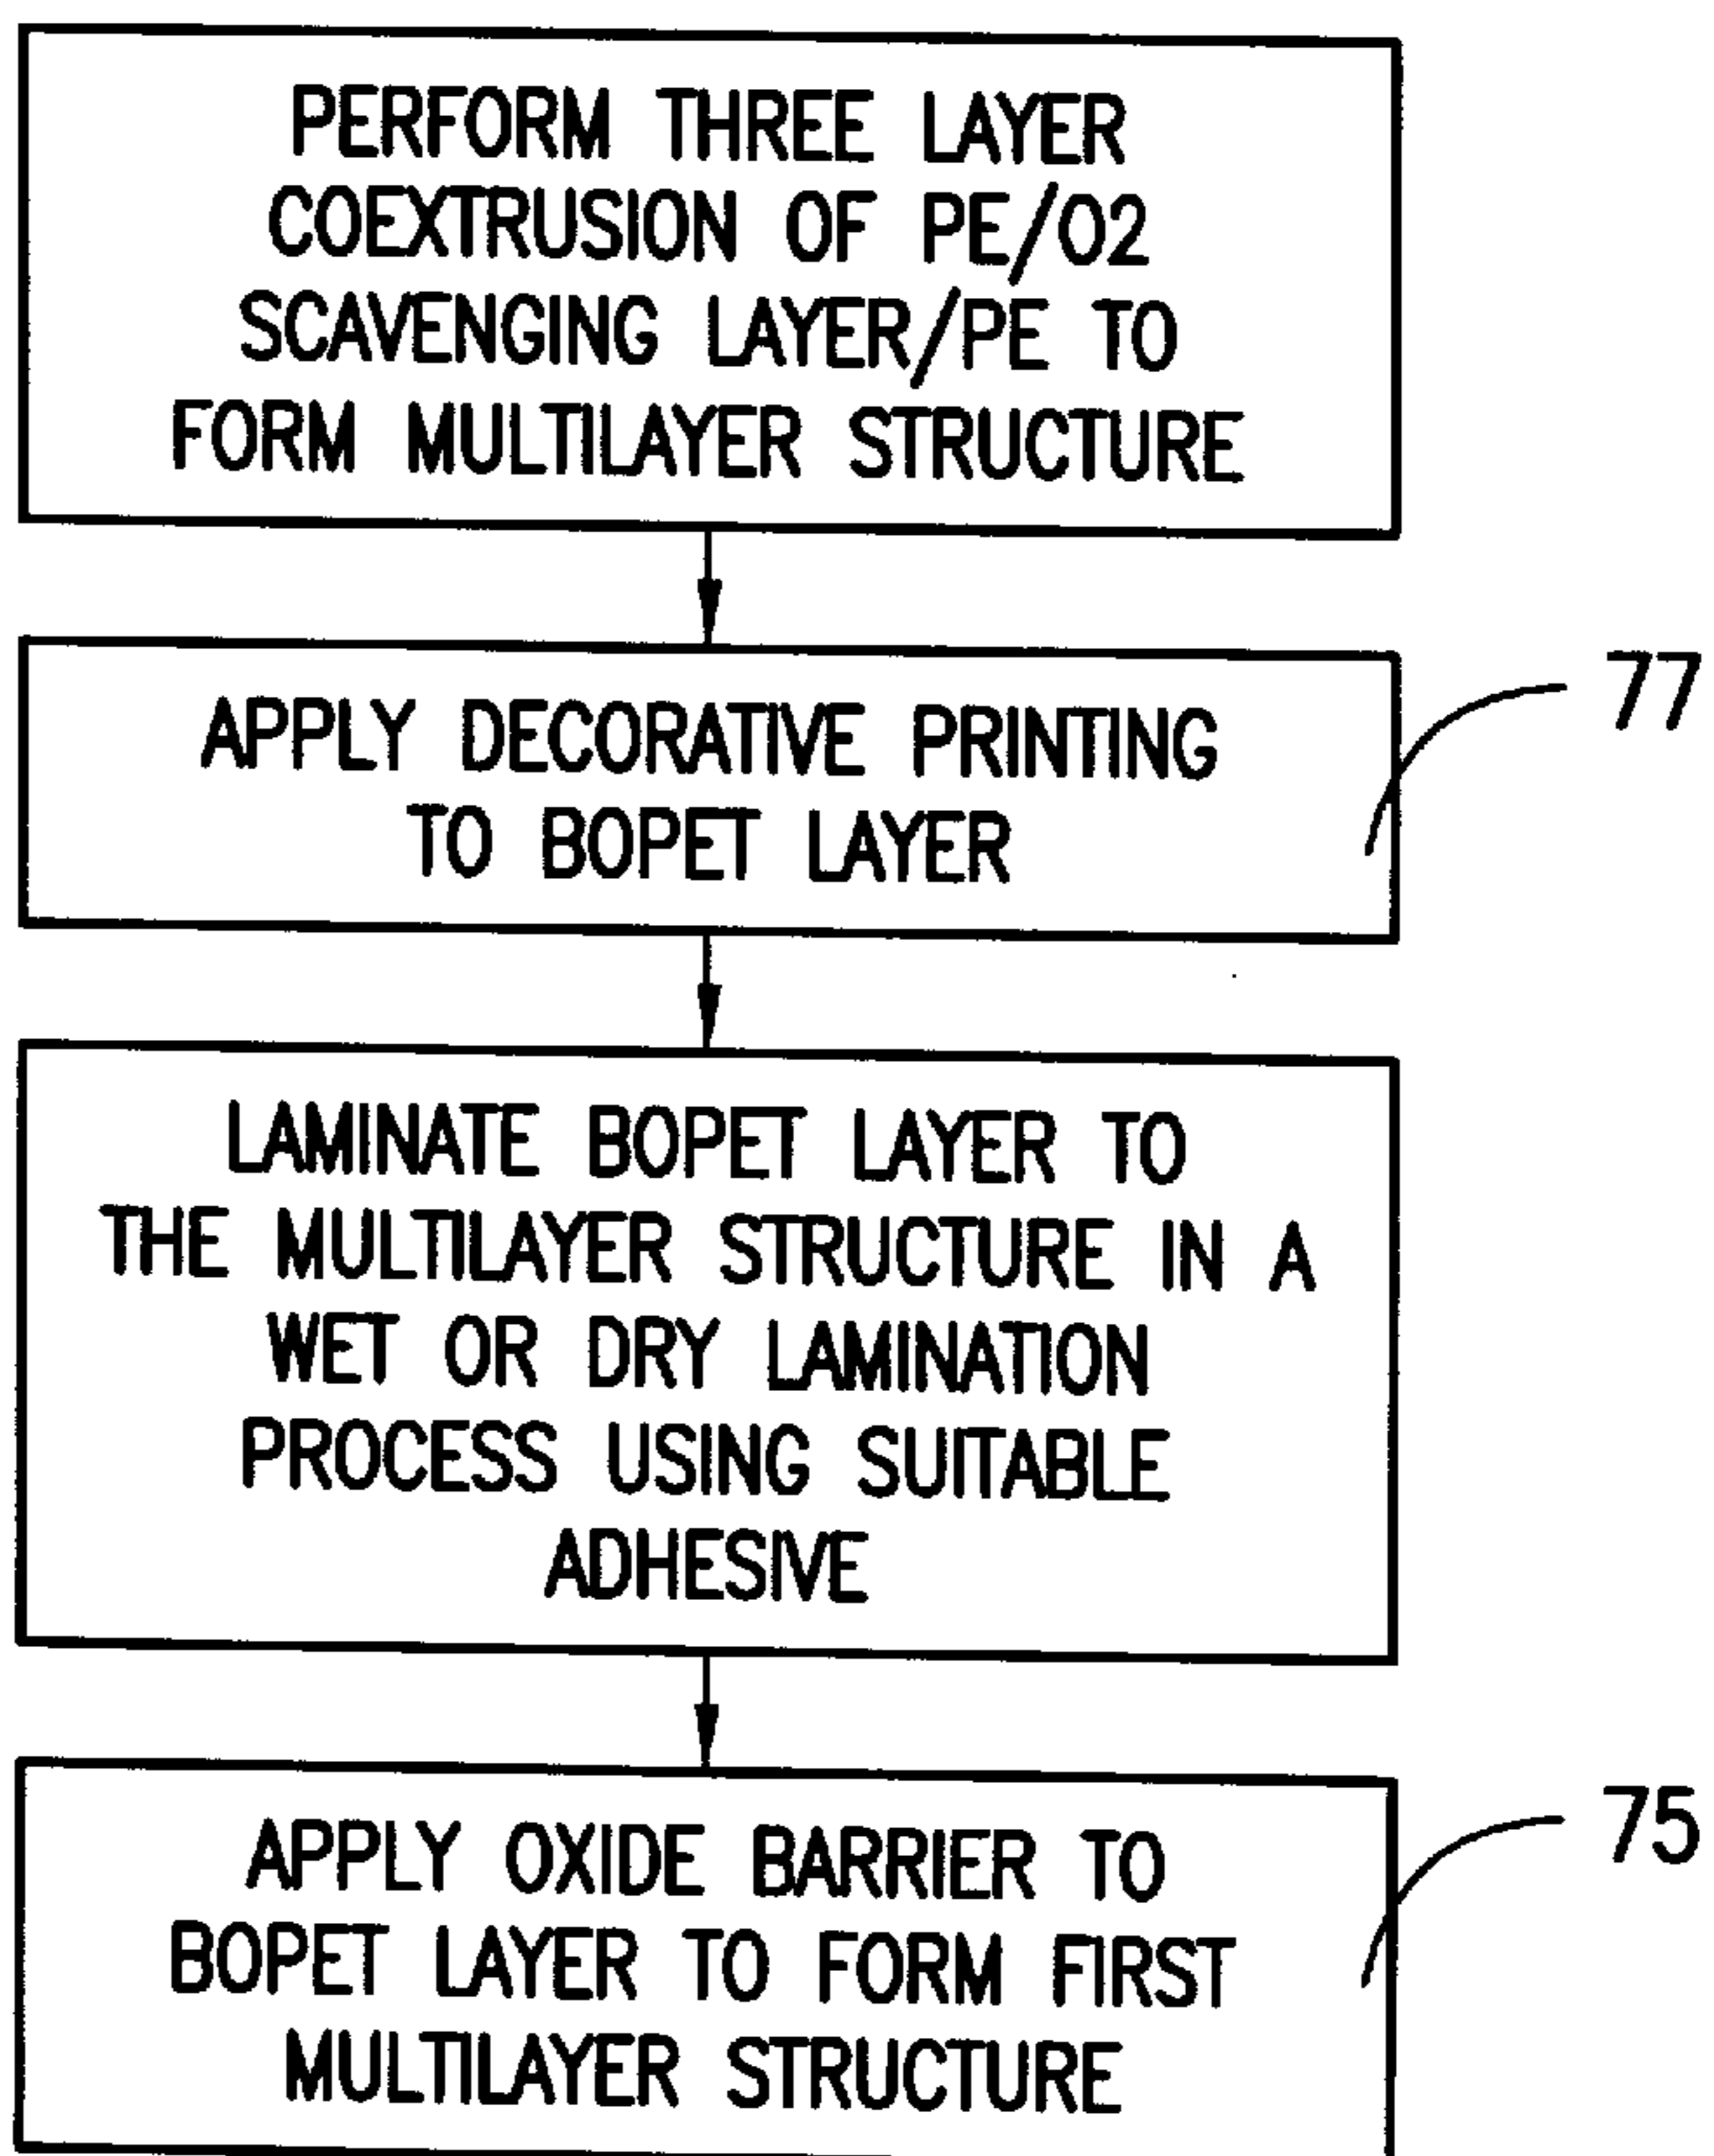 PERFORM THREE LAYER
COEXTRUSION OF PE/O2
SCAVENGING LAYER/PE TO
FORM MULTILAYER STRUCTURE
APPLY DECORATIVE PRINTING
TO BOPET LAYER
77
LAMINATE BOPET LAYER TO
THE MULTILAYER STRUCTURE IN A
WET OR DRY LAMINATION
PROCESS USING SUITABLE
ADHESIVE
APPLY OXIDE BARRIER TO
BOPET LAYER TO FORM FIRST
MULTILAYER STRUCTURE
75